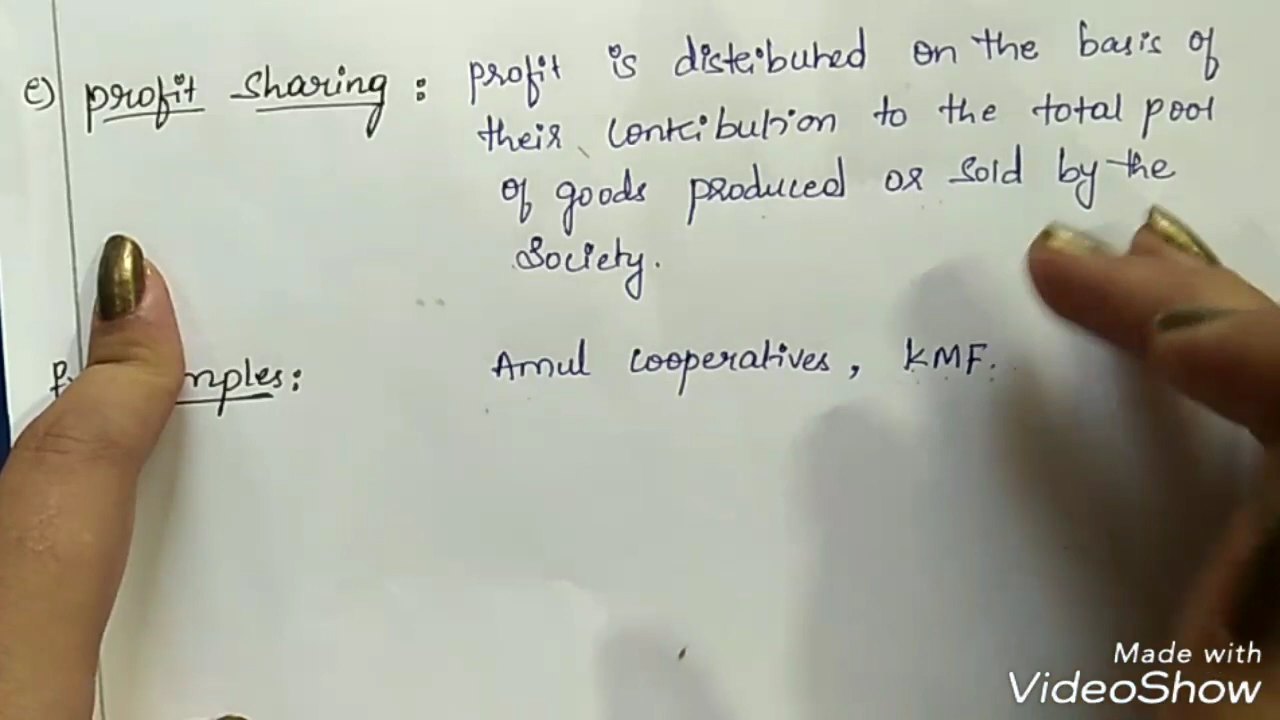 e) profit sharing : profit is distributed on the basis of
their contribution to the total pool
of goods produced or sold by the
society.
mples: Amul cooperatives, KMF.
Made with
VideoShow